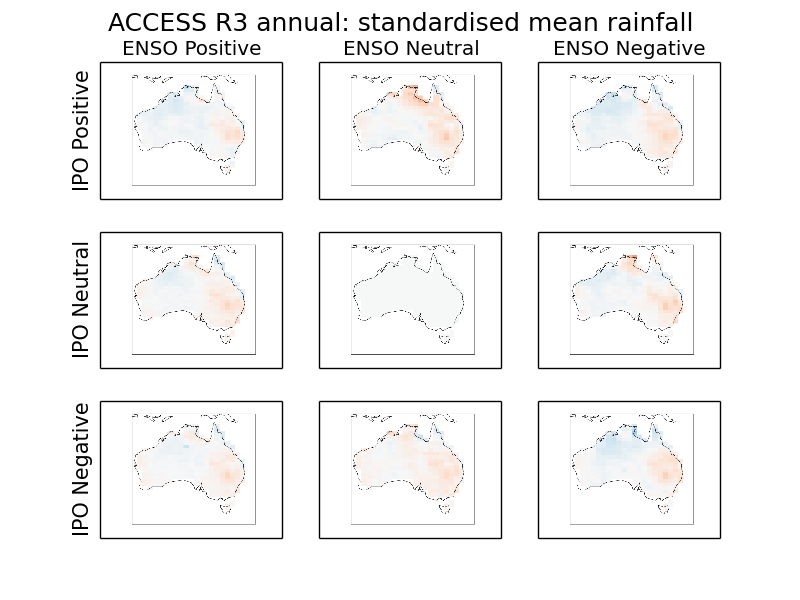 ACCESS R3 annual: standardised mean rainfall
ENSO Positive ENSO Neutral ENSO Negative
IPO Positive
IPO Neutral
IPO Negative